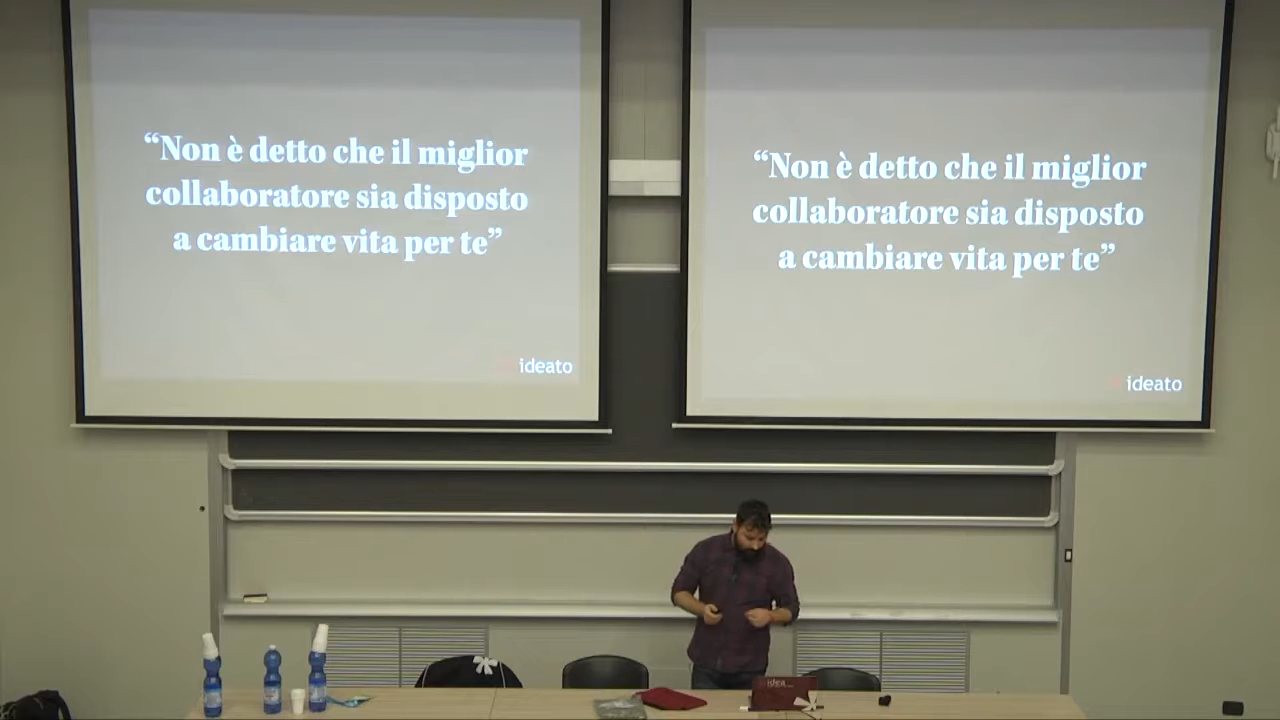 “Non è detto che il miglior
collaboratore sia disposto
a cambiare vita per te”
ideato
“Non è detto che il miglior
collaboratore sia disposto
a cambiare vita per te”
ideato